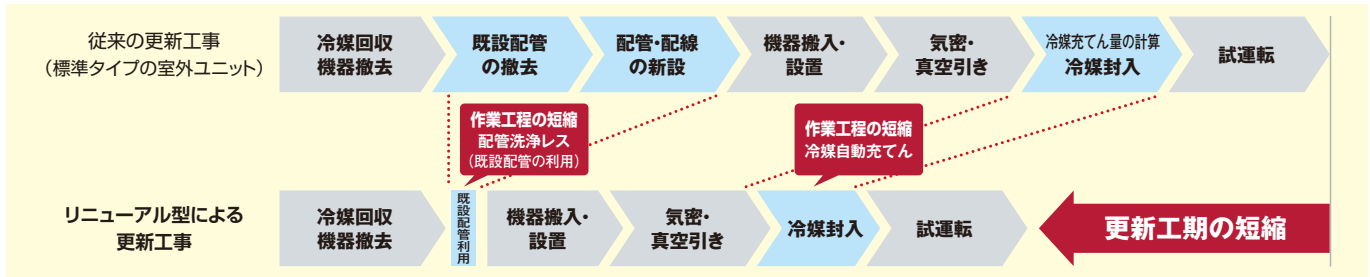 従来の更新工事
（標準タイプの室外ユニット）
冷媒回収
機器撤去
既設配管
の撤去
配管・配線
の新設
機器搬入・
設置
気密・
真空引き
冷媒充てん量の計算
冷媒封入
試運転
作業工程の短縮
配管洗浄レス
（既設配管の利用）
作業工程の短縮
冷媒自動充てん
リニューアル型による
更新工事
冷媒回収
機器撤去
既設配管利用
機器搬入・
設置
気密・
真空引き
冷媒封入
試運転
更新工期の短縮